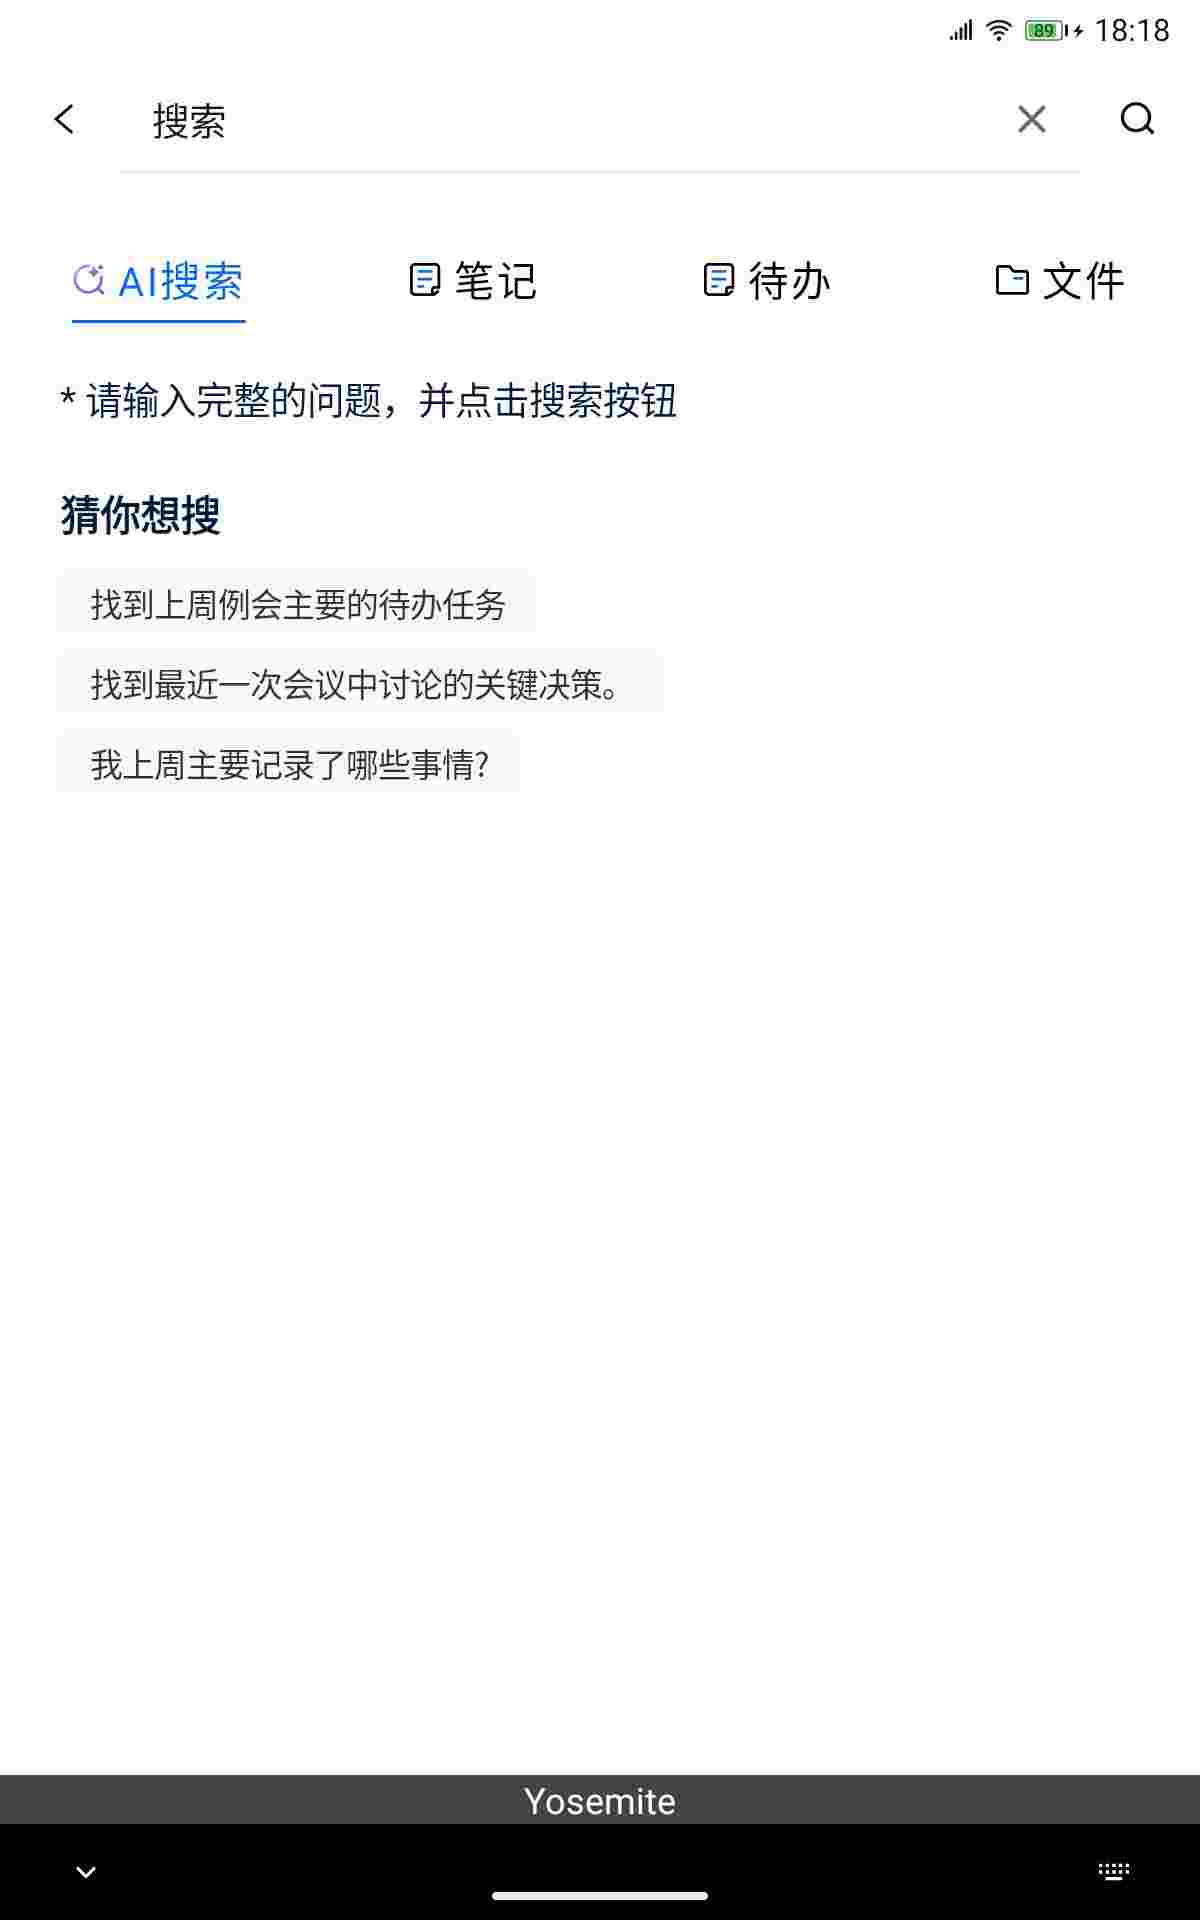 89 18:18
搜索
AI搜索 笔记 待办 文件
* 请输入完整的问题，并点击搜索按钮
猜你想搜
找到上周例会主要的待办任务
找到最近一次会议中讨论的关键决策。
我上周主要记录了哪些事情?
Yosemite